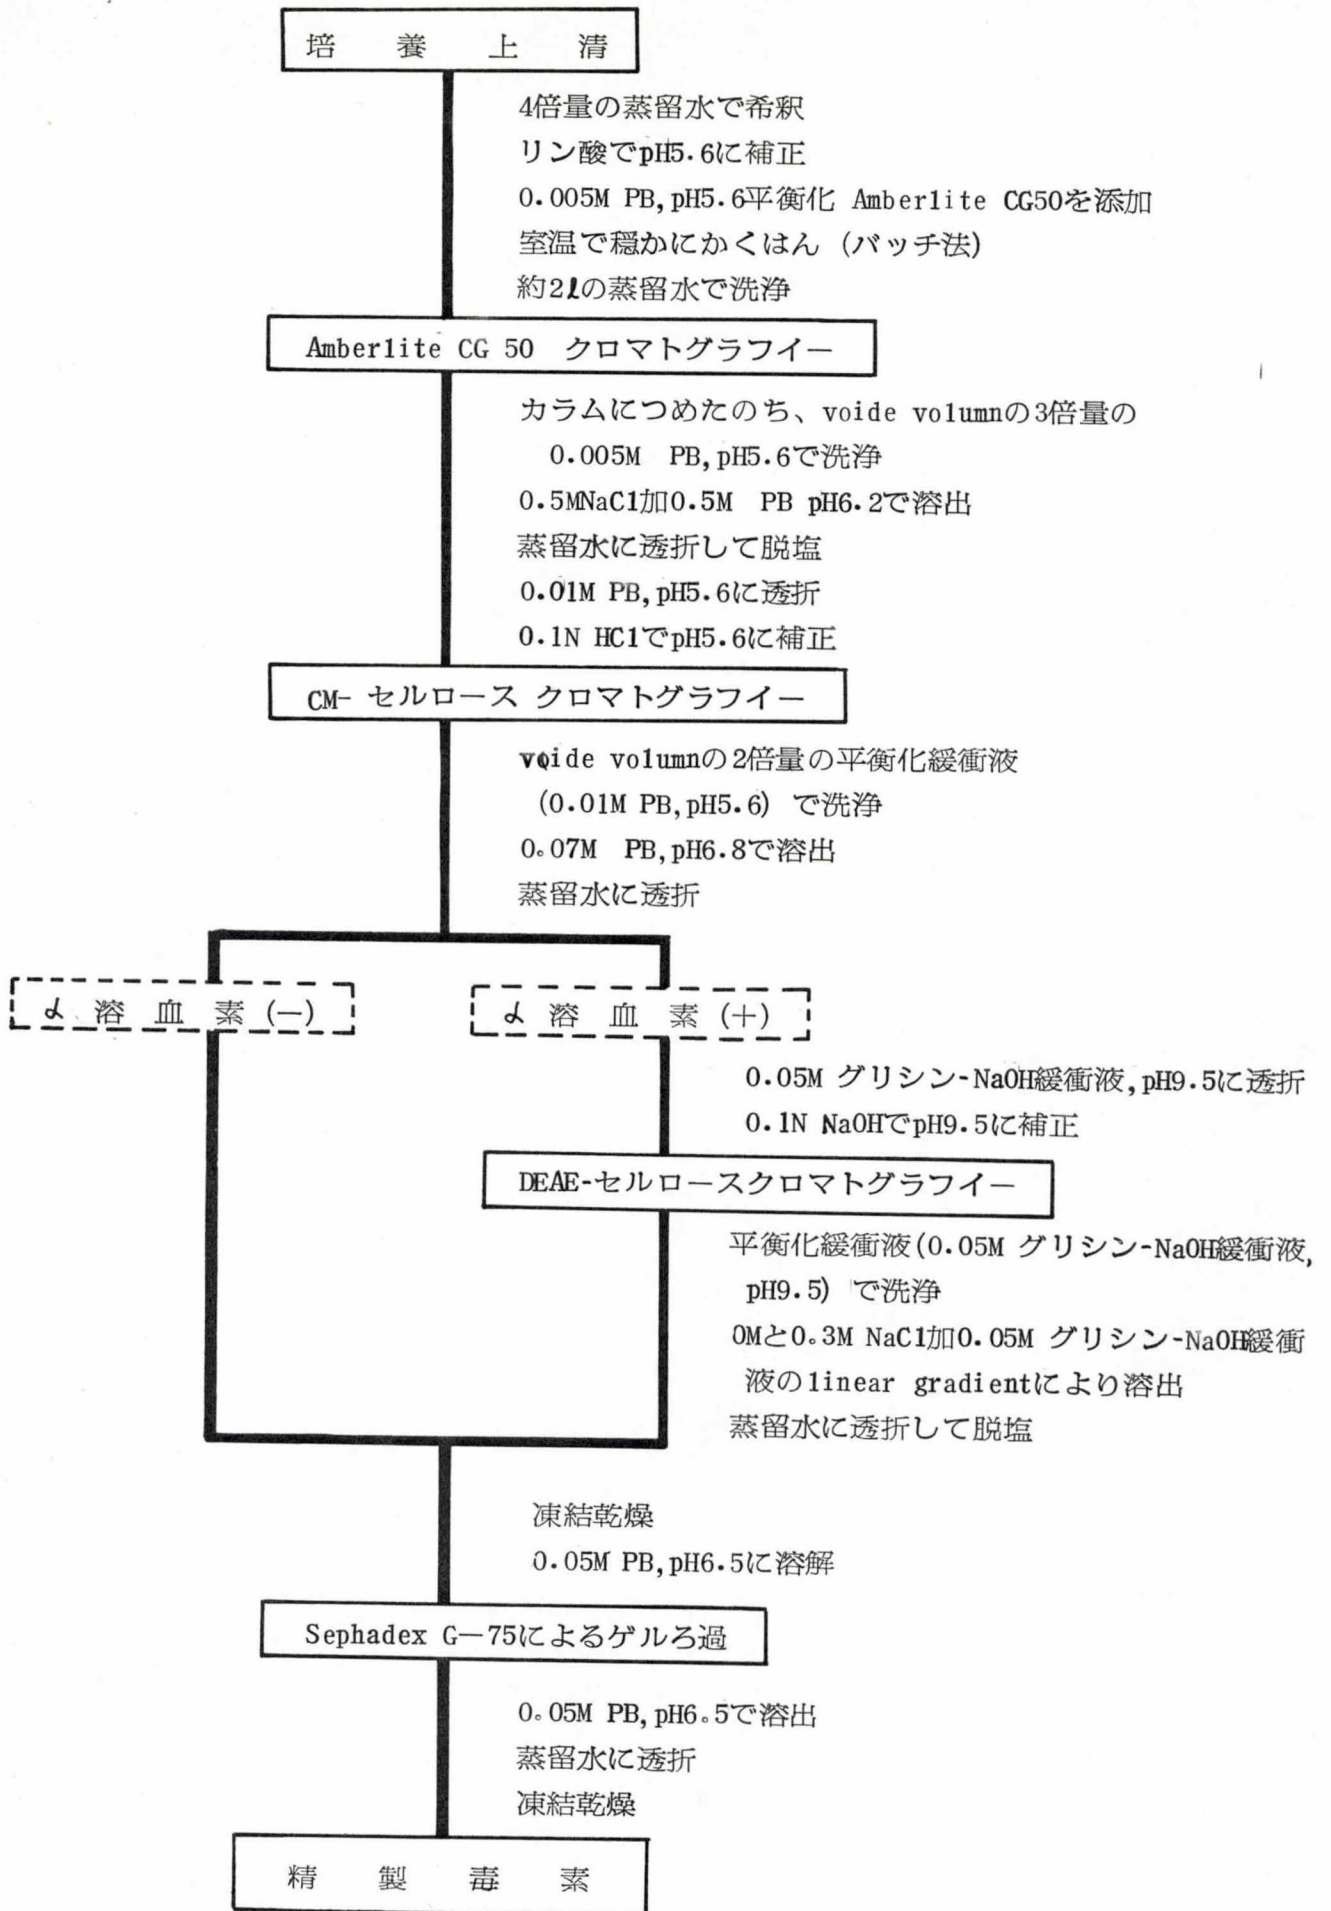 培養上清
4倍量の蒸留水で希釈
リン酸でpH5.6に補正
0.005M PB,pH5.6平衡化 Amberlite CG50を添加
室温で穏かにかくはん (バッチ法)
約2lの蒸留水で洗浄
Amberlite CG 50 クロマトグラフイー
カラムにつめたのち、voide volumnの3倍量の
0.005M PB,pH5.6で洗浄
0.5MNaCl加0.5M PB pH6.2で溶出
蒸留水に透折して脱塩
0.01M PB,pH5.6に透折
0.1N HClでpH5.6に補正
CM- セルロース クロマトグラフイー
voide volumnの2倍量の平衡化緩衝液
(0.01M PB,pH5.6) で洗浄
0.07M PB,pH6.8で溶出
蒸留水に透折
α溶血素(—)
α溶血素(+)
0.05M グリシン-NaOH緩衝液,pH9.5に透折
0.1N NaOHでpH9.5に補正
DEAE-セルロースクロマトグラフイー
平衡化緩衝液(0.05M グリシン-NaOH緩衝液,
pH9.5) で洗浄
0Mと0.3M NaCl加0.05M グリシン-NaOH緩衝
液のlinear gradientにより溶出
蒸留水に透折して脱塩
凍結乾燥
0.05M PB,pH6.5に溶解
Sephadex G—75によるゲルろ過
0.05M PB,pH6.5で溶出
蒸留水に透折
凍結乾燥
精製毒素